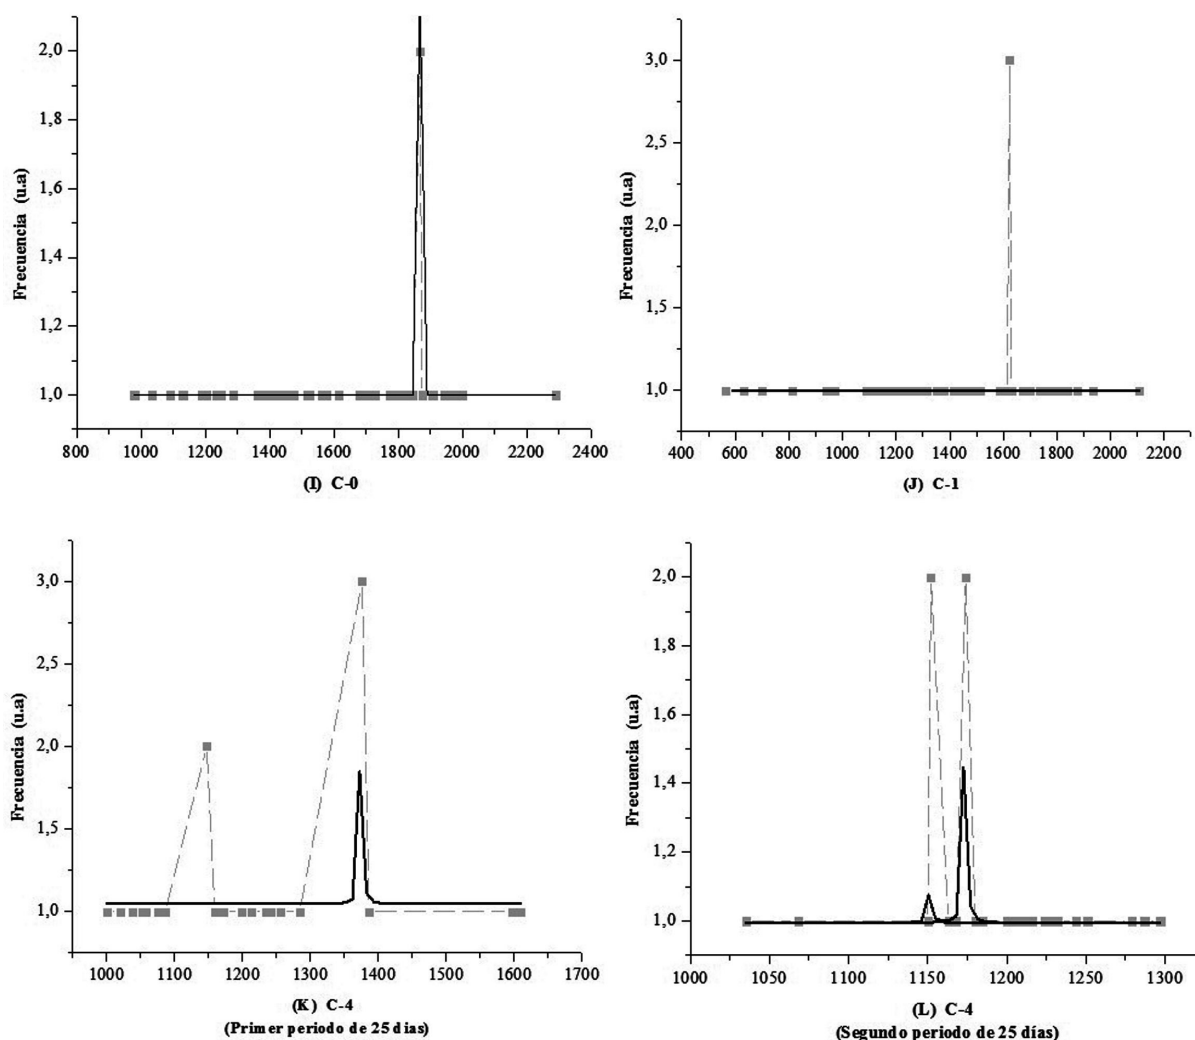 2,0
1,8
1,6
1,4
1,2
1,0
Frecuencia (u.a)
800 1000 1200 1400 1600 1800 2000 2200 2400
(I) C-0
3,0
2,5
2,0
1,5
1,0
Frecuencia (u.a)
400 600 800 1000 1200 1400 1600 1800 2000 2200
(J) C-1
3,0
2,5
2,0
1,5
1,0
Frecuencia (u.a)
1000 1100 1200 1300 1400 1500 1600 1700
(K) C-4
(Primer periodo de 25 días)
2,0
1,8
1,6
1,4
1,2
1,0
Frecuencia (u.a)
1000 1050 1100 1150 1200 1250 1300
(L) C-4
(Segundo periodo de 25 días)